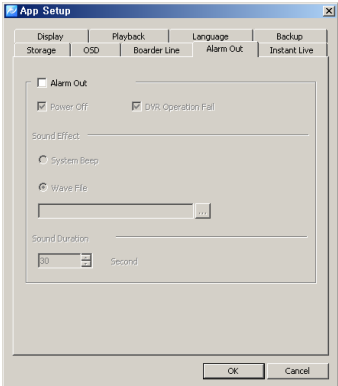 App Setup
Display Playback Language Backup
Storage OSD Boarder Line Alarm Out Instant Live
Alarm Out
Power Off DVR Operation Fail
Sound Effect
System Beep
Wave File
...
Sound Duration
30 Second
OK Cancel